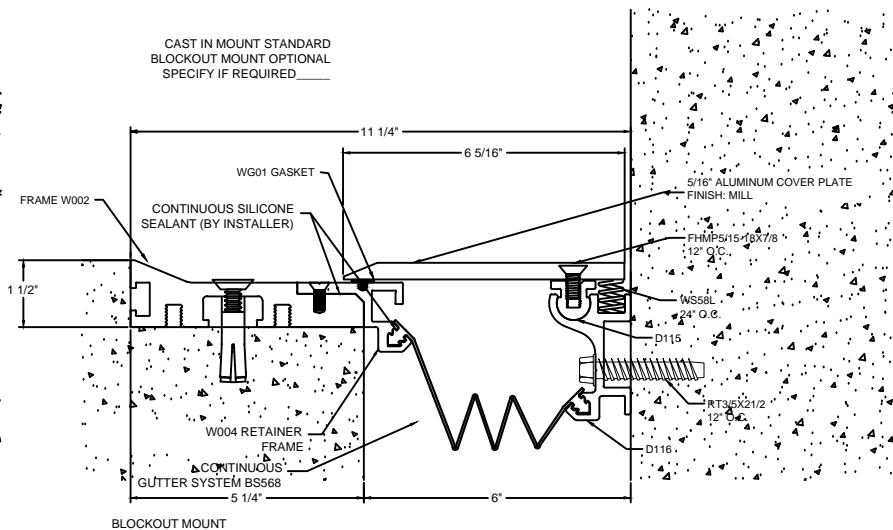 CAST IN MOUNT STANDARD
BLOCKOUT MOUNT OPTIONAL
SPECIFY IF REQUIRED_____
11 1/4"
6 5/16"
WG01 GASKET
5/16" ALUMINUM COVER PLATE
FINISH: MILL
FRAME W002
CONTINUOUS SILICONE
SEALANT (BY INSTALLER)
FHMP5/15-18X7/8
12" O.C.
1 1/2"
WS58L
24" O.C.
D115
RT3/5X21/2
12" O.C.
W004 RETAINER
FRAME
D116
CONTINUOUS
GUTTER SYSTEM BS568
5 1/4"
6"
BLOCKOUT MOUNT